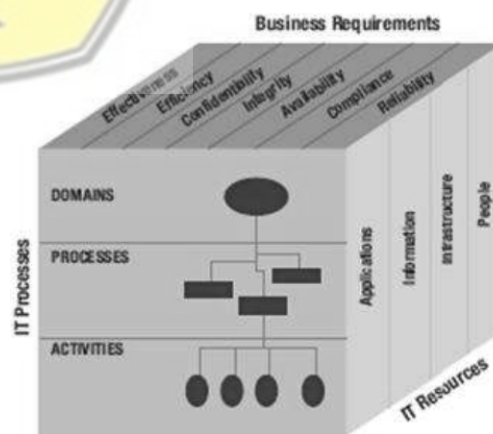 Business Requirements
Effectiveness
Efficiency
Confidentibility
Integrity
Availability
Compliance
Reliability
DOMAINS
PROCESSES
ACTIVITIES
IT Processes
Applications
Information
Infrastructure
People
IT Resources